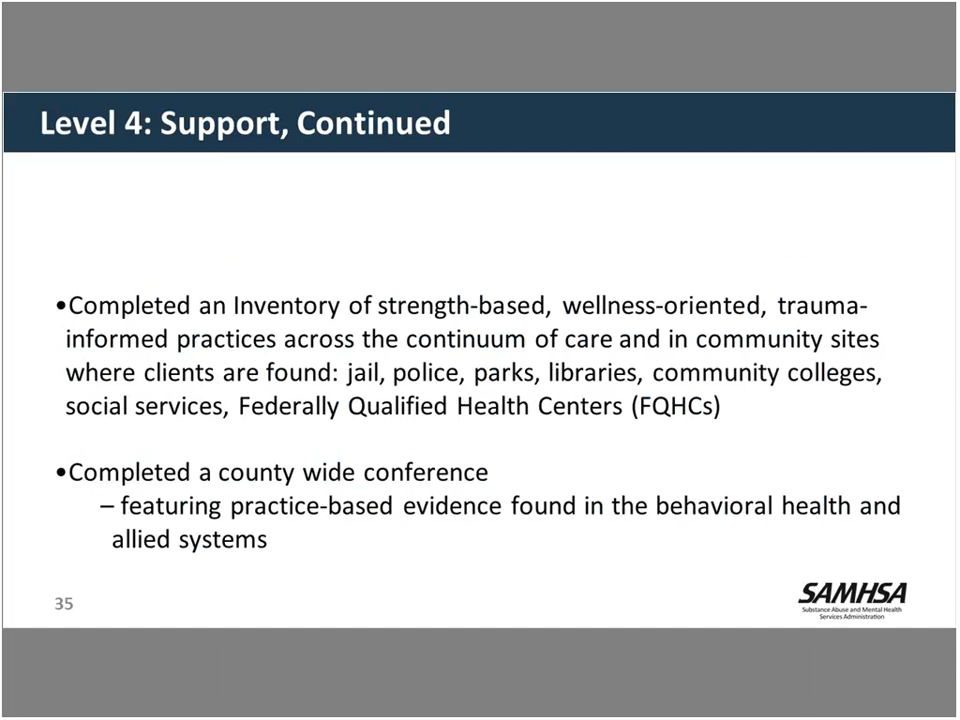 Level 4: Support, Continued
•Completed an Inventory of strength-based, wellness-oriented, trauma-
informed practices across the continuum of care and in community sites
where clients are found: jail, police, parks, libraries, community colleges,
social services, Federally Qualified Health Centers (FQHCs)
•Completed a county wide conference
– featuring practice-based evidence found in the behavioral health and
allied systems
35
SAMHSA
Substance Abuse and Mental Health
Services Administration